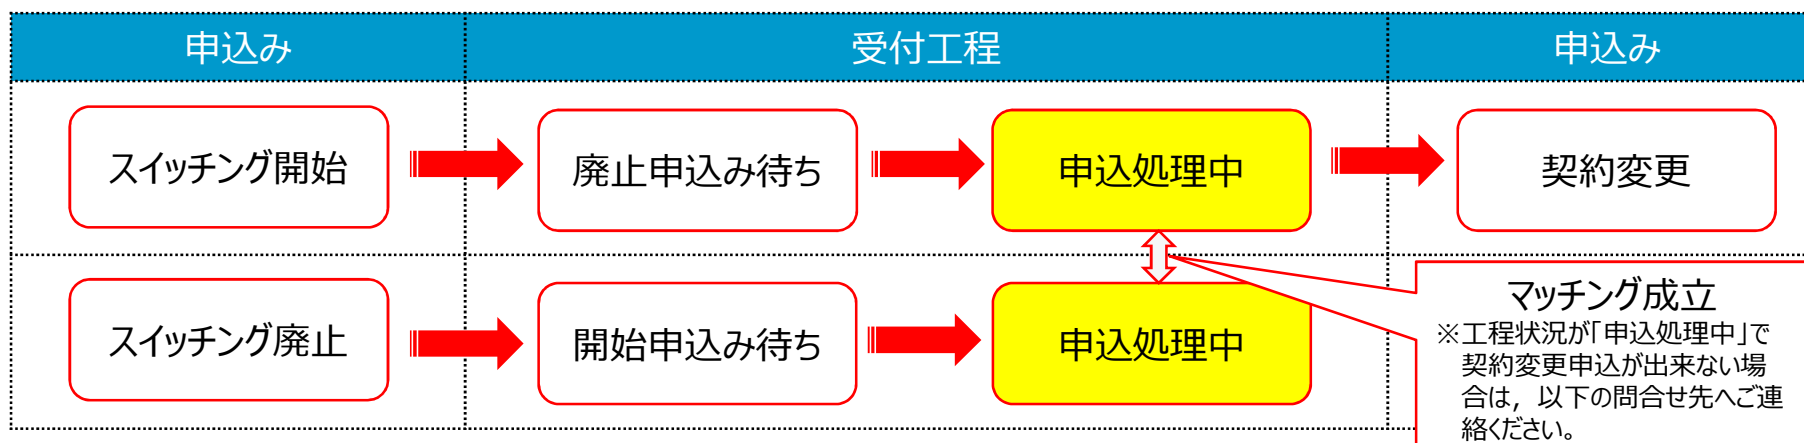 申込み
受付工程
申込み
スイッチング開始
廃止申込み待ち
申込処理中
契約変更
スイッチング廃止
開始申込み待ち
申込処理中
マッチング成立
※工程状況が「申込処理中」で
契約変更申込が出来ない場
合は，以下の問合せ先へご連
絡ください。